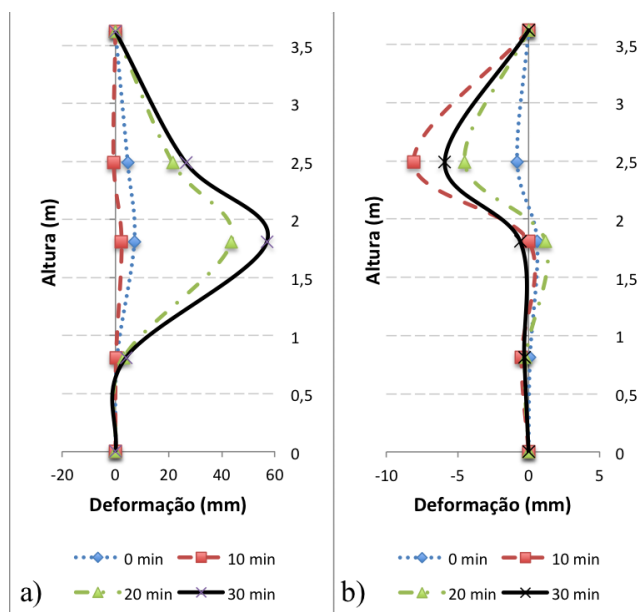 3,5
3
2,5
2
1,5
1
0,5
0
Altura (m)
-20 0 20 40 60
Deformação (mm)
0 min 10 min
20 min 30 min
a)
3,5
3
2,5
2
1,5
1
0,5
0
Altura (m)
-10 -5 0 5
Deformação (mm)
0 min 10 min
20 min 30 min
b)